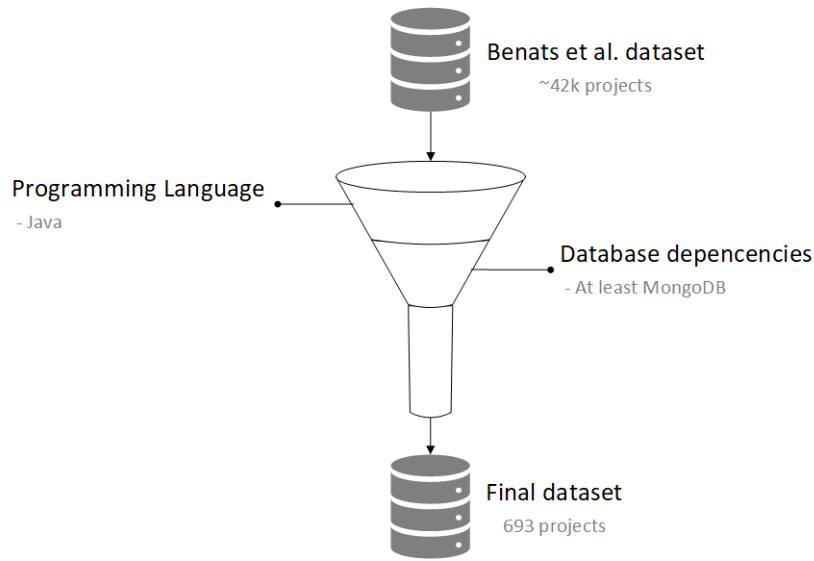 Benats et al. dataset
~42k projects
Programming Language
- Java
Database depencencies
- At least MongoDB
Final dataset
693 projects